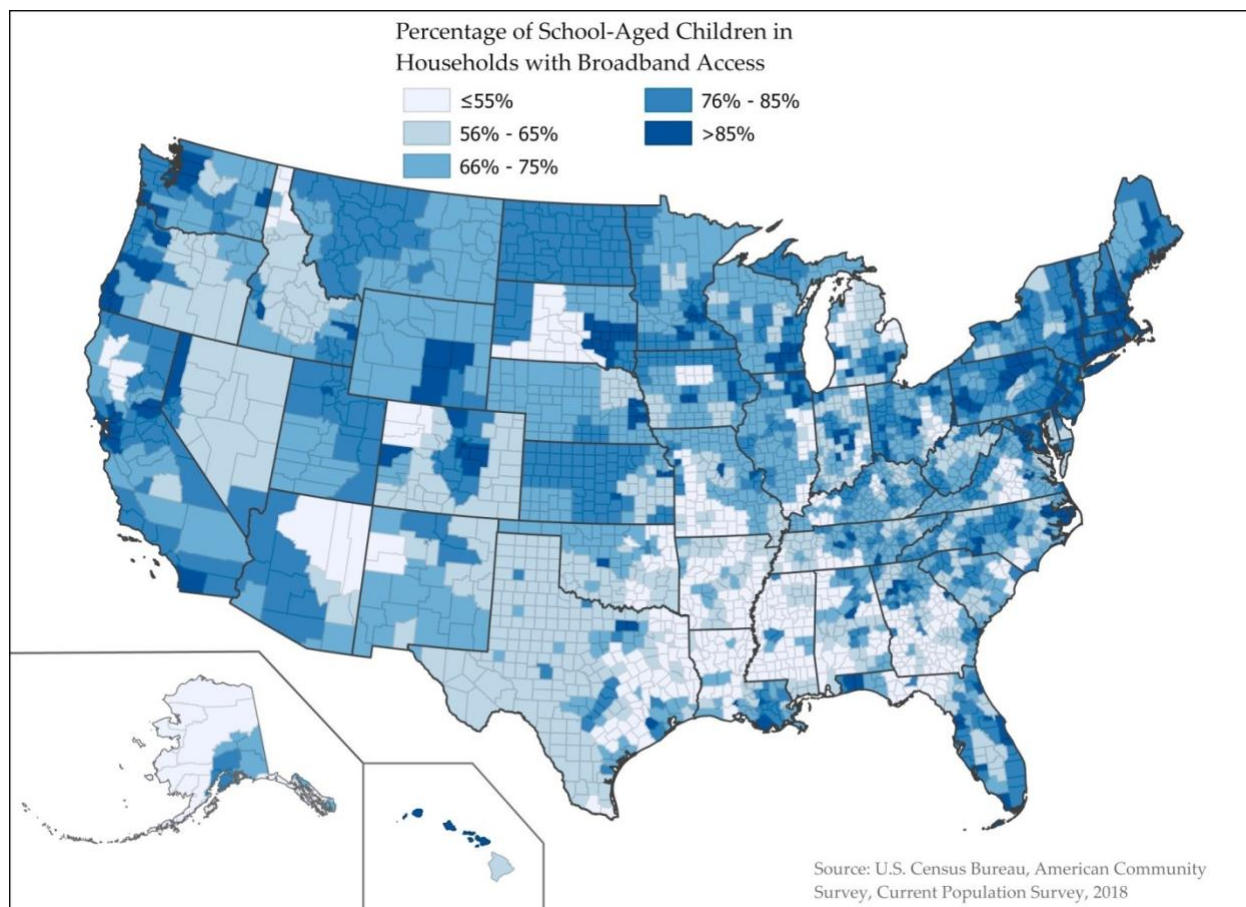 Percentage of School-Aged Children in
Households with Broadband Access
≤55%
56% - 65%
66% - 75%
76% - 85%
>85%
Source: U.S. Census Bureau, American Community
Survey, Current Population Survey, 2018